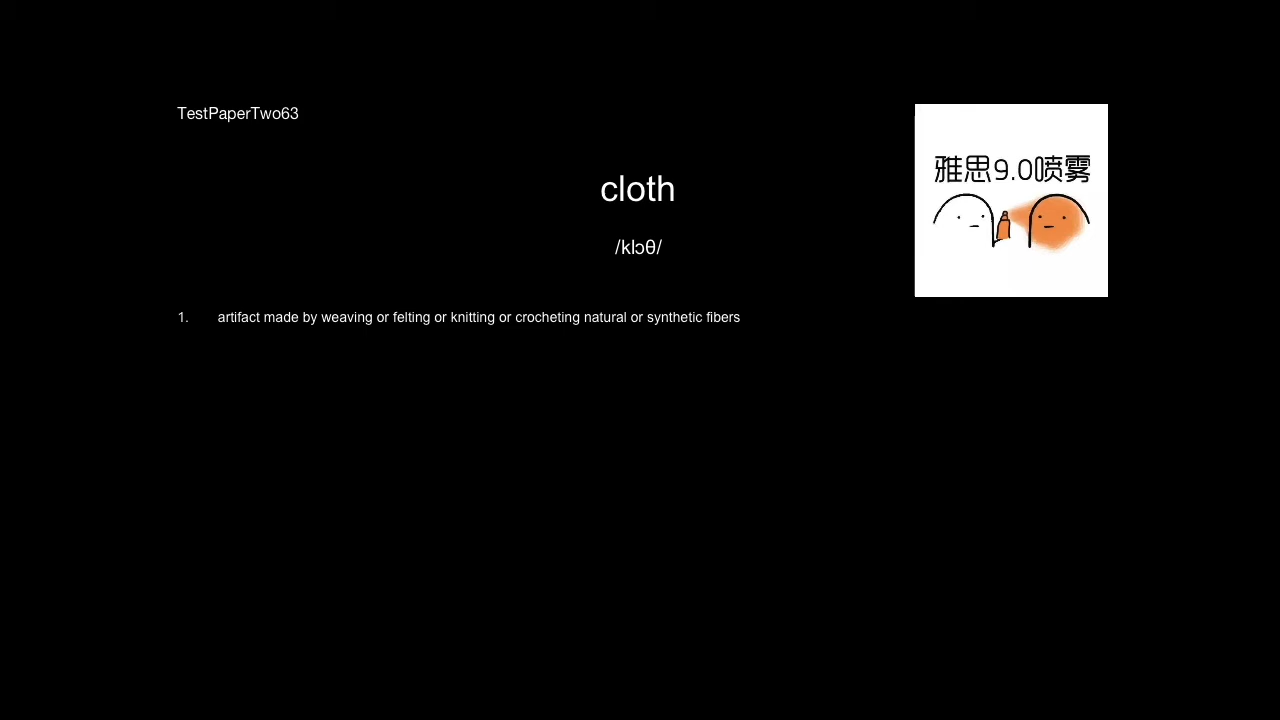 TestPaperTwo63
雅思9.0喷雾
cloth
/klɔθ/
1. artifact made by weaving or felting or knitting or crocheting natural or synthetic fibers